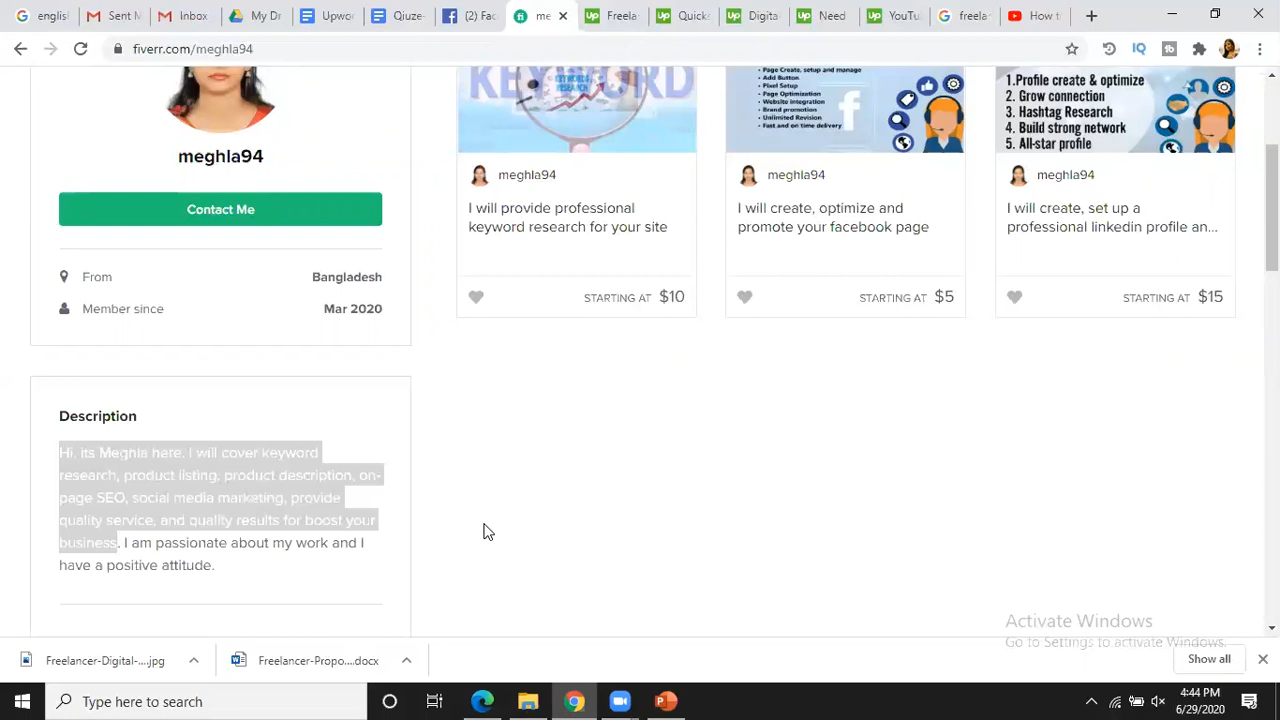 english
Sent M
Inbox
My Dr
Upwo
Qiuze-
(2) Fac
me
Freela
Quicks
Digita
Need
YouTu
freela
How t
fiverr.com/meghla94
meghla94
Contact Me
From Bangladesh
Member since Mar 2020
Description
Hi, its Meghla here. I will cover keyword
research, product listing, product description, on-
page SEO, social media marketing, provide
quality service, and quality results for boost your
business. I am passionate about my work and I
have a positive attitude.
KEYWORD
KEYWORDS
RESEARCH
meghla94
I will provide professional
keyword research for your site
STARTING AT $10
Page Create, setup and manage
Add Button
Pixel Setup
Page Optimization
Website integration
Brand promotion
Unlimited Revision
Fast and on time delivery
meghla94
I will create, optimize and
promote your facebook page
STARTING AT $5
1.Profile create & optimize
2. Grow connection
3. Hashtag Research
4. Build strong network
5. All-star profile
meghla94
I will create, set up a
professional linkedin profile an...
STARTING AT $15
Activate Windows
Go to Settings to activate Windows.
Freelancer-Digital-....jpg
Freelancer-Propo....docx
Show all
Type here to search
4:44 PM
6/29/2020